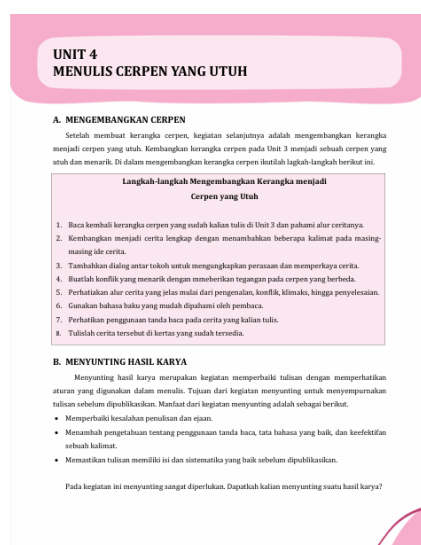 UNIT 4
MENULIS CERPEN YANG UTUH
A. MENGEMBANGKAN CERPEN
Setelah membuat kerangka cerpen, kegiatan selanjutnya adalah mengembangkan kerangka
menjadi cerpen yang utuh. Kembangkan kerangka cerpen pada Unit 3 menjadi cerpen yang
utuh dan menarik. Di dalam mengembangkan kerangka cerpen ikutilah lagkah-langkah berikut ini.
Langkah-langkah Mengembangkan Kerangka menjadi
Cerpen yang Utuh
1. Baca kembali kerangka cerpen yang sudah kalian tulis di Unit 3 dan pahami alur ceritanya.
2. Kembangkan menjadi cerita lengkap dengan menambahkan beberapa kalimat pada masing-
masing ide cerita.
3. Tambahkan dialog antar tokoh untuk mengungkapkan perasaan dan memperkaya cerita.
4. Buatlah konflik yang menarik dengan mmeberikan tegangan pada cerpen yang berbeda.
5. Perhatiakan alur cerita yang jelas mulai dari pengenalan, konflik, klimaks, hingga penyelesaian.
6. Gunakan bahasa baku yang mudah dipahami oleh pembaca.
7. Perhatikan penggunaan tanda baca pada cerita yang kalian tulis.
8. Tulislah cerita tersebut di kertas yang sudah tersedia.
B. MENYUNTING HASIL KARYA
Menyunting hasil karya merupakan kegiatan memperbaiki tulisan dengan memperhatikan
aturan yang digunakan dalam menulis. Tujuan dari kegiatan menyunting untuk menyempurnakan
tulisan sebelum dipublikasikan. Manfaat dari kegiatan menyunting adalah sebagai berikut.
• Memperbaiki kesalahan penulisan dan ejaan.
• Menambah pengetahuan tentang penggunaan tanda baca, tata bahasa yang baik, dan keefektifan
sebuah kalimat.
• Memastikan tulisan memiliki isi dan sistematika yang baik sebelum dipublikasikan.
Pada kegiatan ini menyunting sangat diperlukan. Dapatkah kalian menyunting suatu hasil karya?